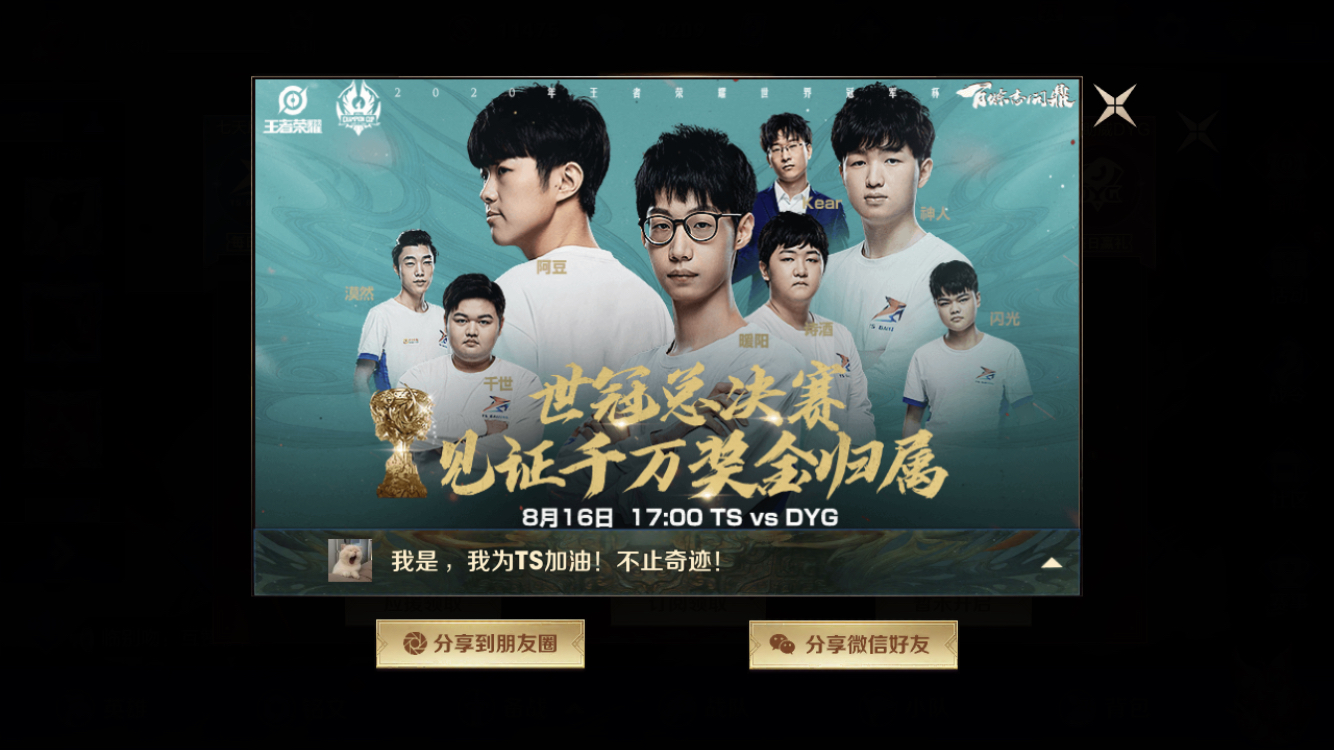 王者荣耀
CHAMPION CUP
2020年王者荣耀世界冠军杯
百炼志问鼎
Kear
神人
阿豆
漠然
闪光
暖阳
千世
世冠总决赛
见证千万奖金归属
8月16日 17:00 TS vs DYG
我是，我为TS加油！不止奇迹！
分享到朋友圈
分享微信好友